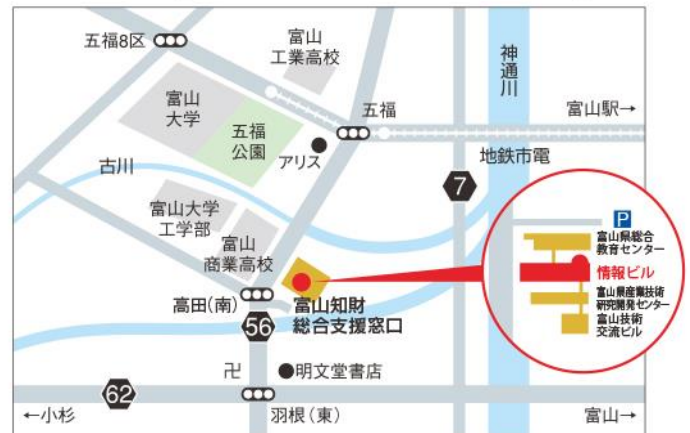 五福8区
富山
工業高校
神通川
富山
大学
五福
公園
五福
富山駅→
アリス
地鉄市電
古川
7
P
富山大学
工学部
富山県総合
教育センター
富山
商業高校
情報ビル
富山県産業技術
研究開発センター
高田(南)
富山知財
総合支援窓口
富山技術
交流ビル
56
卍
●明文堂書店
62
←小杉
羽根(東)
富山→